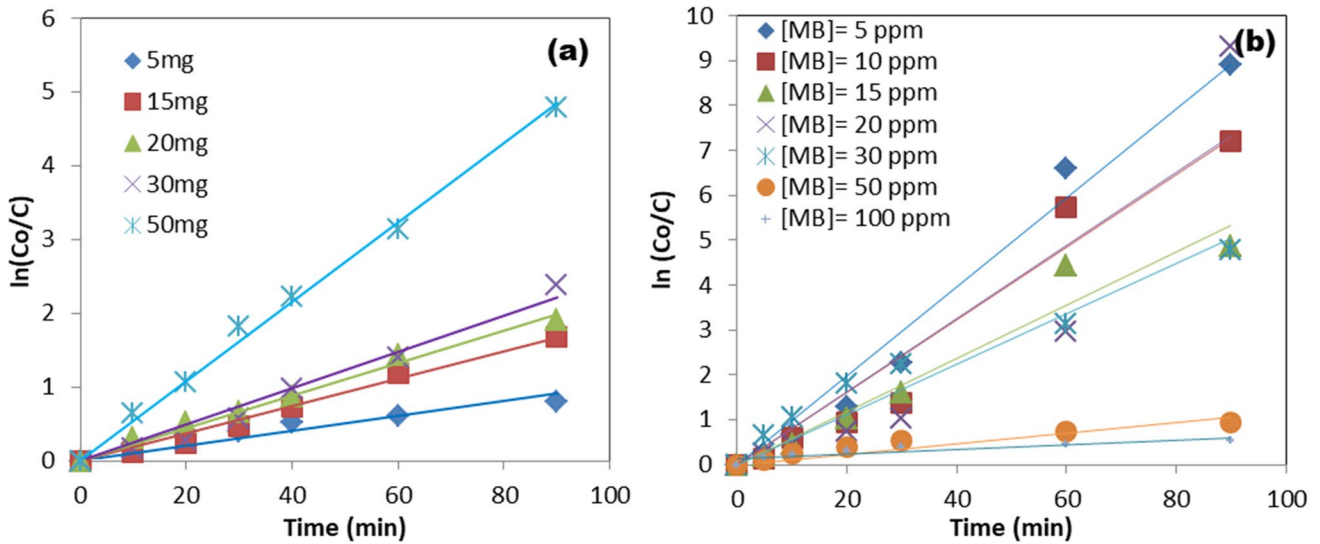 (a)
6
5
4
3
2
1
0
ln(Co/C)
5mg
15mg
20mg
30mg
50mg
0 20 40 60 80 100
Time (min)
(b)
10
9
8
7
6
5
4
3
2
1
0
ln (Co/C)
[MB]= 5 ppm
[MB]= 10 ppm
[MB]= 15 ppm
[MB]= 20 ppm
[MB]= 30 ppm
[MB]= 50 ppm
[MB]= 100 ppm
0 20 40 60 80 100
Time (min)